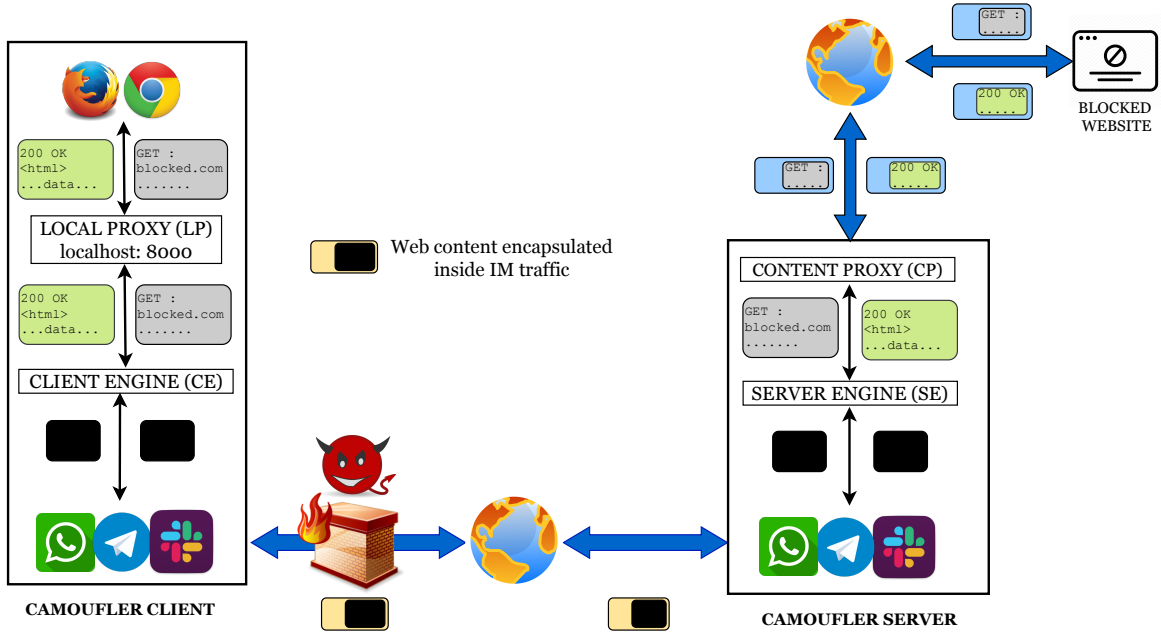 GET :
.....
200 OK
.....
BLOCKED
WEBSITE
200 OK
<html>
...data...
GET :
blocked.com
.......
LOCAL PROXY (LP)
localhost: 8000
200 OK
<html>
...data...
GET :
blocked.com
.......
CLIENT ENGINE (CE)
CAMOUFLER CLIENT
Web content encapsulated
inside IM traffic
GET :
.....
200 OK
.....
CONTENT PROXY (CP)
GET :
blocked.com
.......
200 OK
<html>
...data...
SERVER ENGINE (SE)
CAMOUFLER SERVER